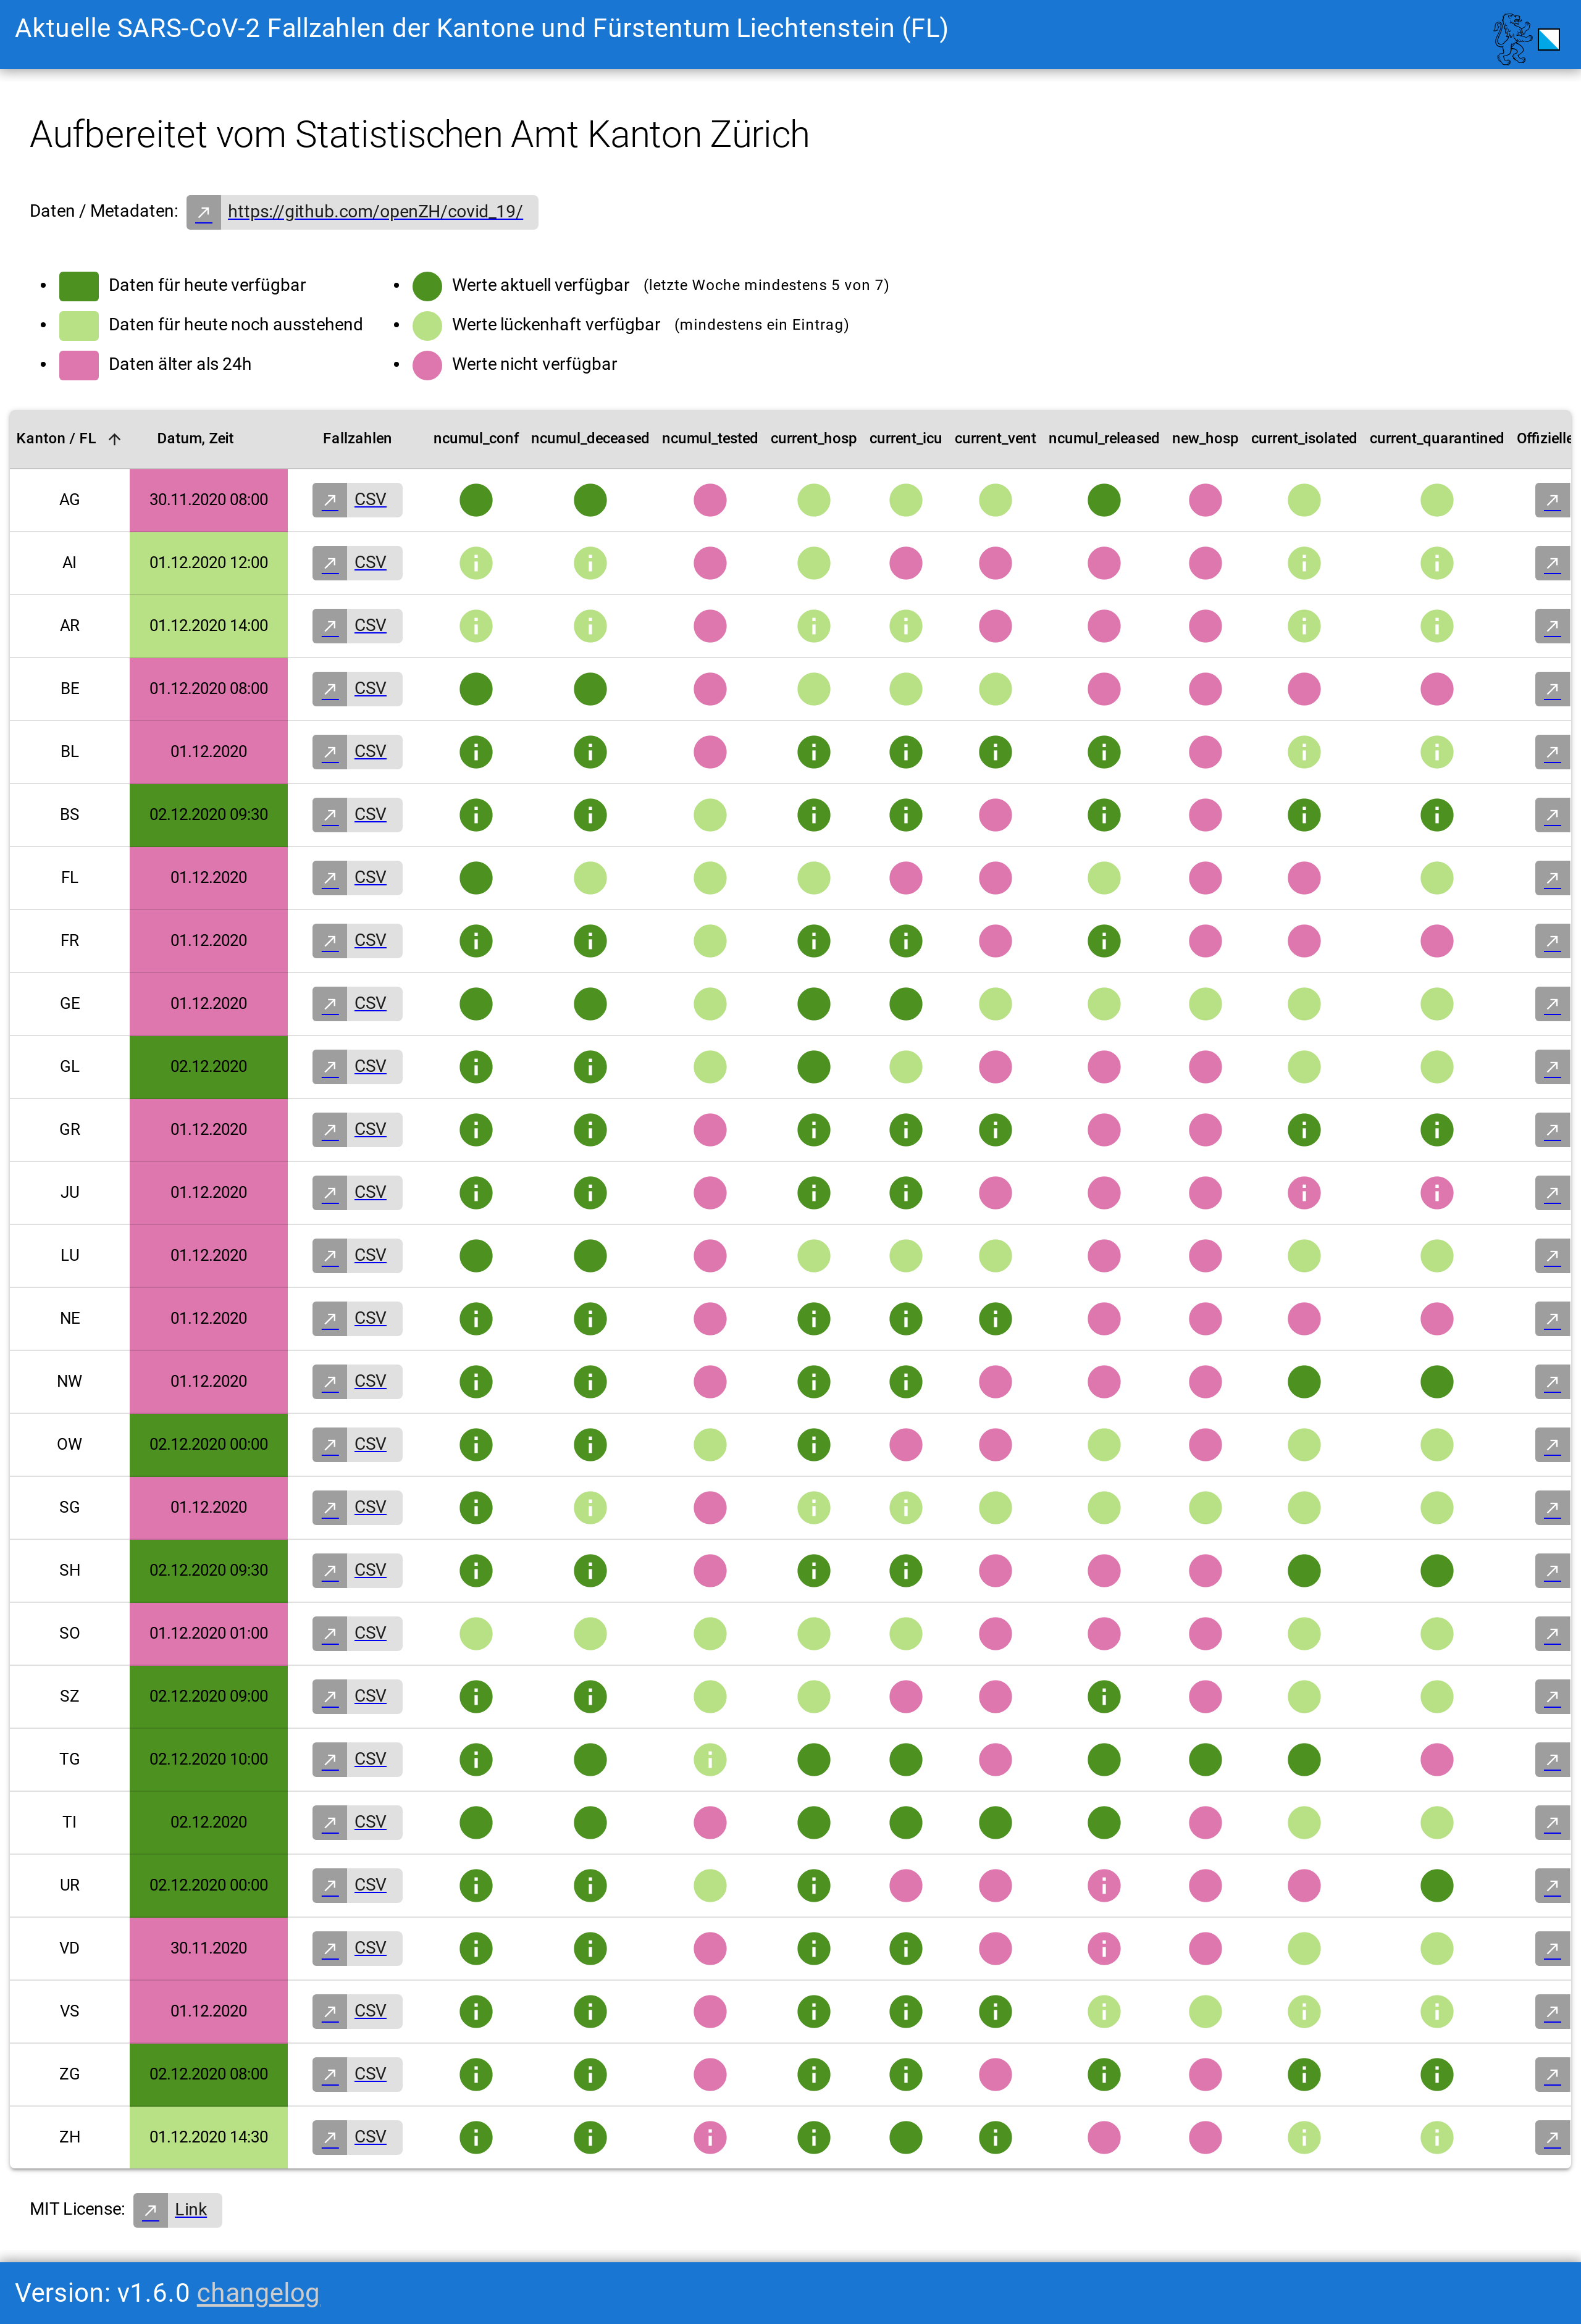 Aktuelle SARS-CoV-2 Fallzahlen der Kantone und Fürstentum Liechtenstein (FL)
Aufbereitet vom Statistischen Amt Kanton Zürich
Daten / Metadaten: https://github.com/openZH/covid_19/
Daten für heute verfügbar
Daten für heute noch ausstehend
Daten älter als 24h
Werte aktuell verfügbar (letzte Woche mindestens 5 von 7)
Werte lückenhaft verfügbar (mindestens ein Eintrag)
Werte nicht verfügbar
Kanton / FL Datum, Zeit Fallzahlen ncumul_conf ncumul_deceased ncumul_tested current_hosp current_icu current_vent ncumul_released new_hosp current_isolated current_quarantined Offizielle
AG 30.11.2020 08:00 CSV
AI 01.12.2020 12:00 CSV
AR 01.12.2020 14:00 CSV
BE 01.12.2020 08:00 CSV
BL 01.12.2020 CSV
BS 02.12.2020 09:30 CSV
FL 01.12.2020 CSV
FR 01.12.2020 CSV
GE 01.12.2020 CSV
GL 02.12.2020 CSV
GR 01.12.2020 CSV
JU 01.12.2020 CSV
LU 01.12.2020 CSV
NE 01.12.2020 CSV
NW 01.12.2020 CSV
OW 02.12.2020 00:00 CSV
SG 01.12.2020 CSV
SH 02.12.2020 09:30 CSV
SO 01.12.2020 01:00 CSV
SZ 02.12.2020 09:00 CSV
TG 02.12.2020 10:00 CSV
TI 02.12.2020 CSV
UR 02.12.2020 00:00 CSV
VD 30.11.2020 CSV
VS 01.12.2020 CSV
ZG 02.12.2020 08:00 CSV
ZH 01.12.2020 14:30 CSV
MIT License: Link
Version: v1.6.0 changelog